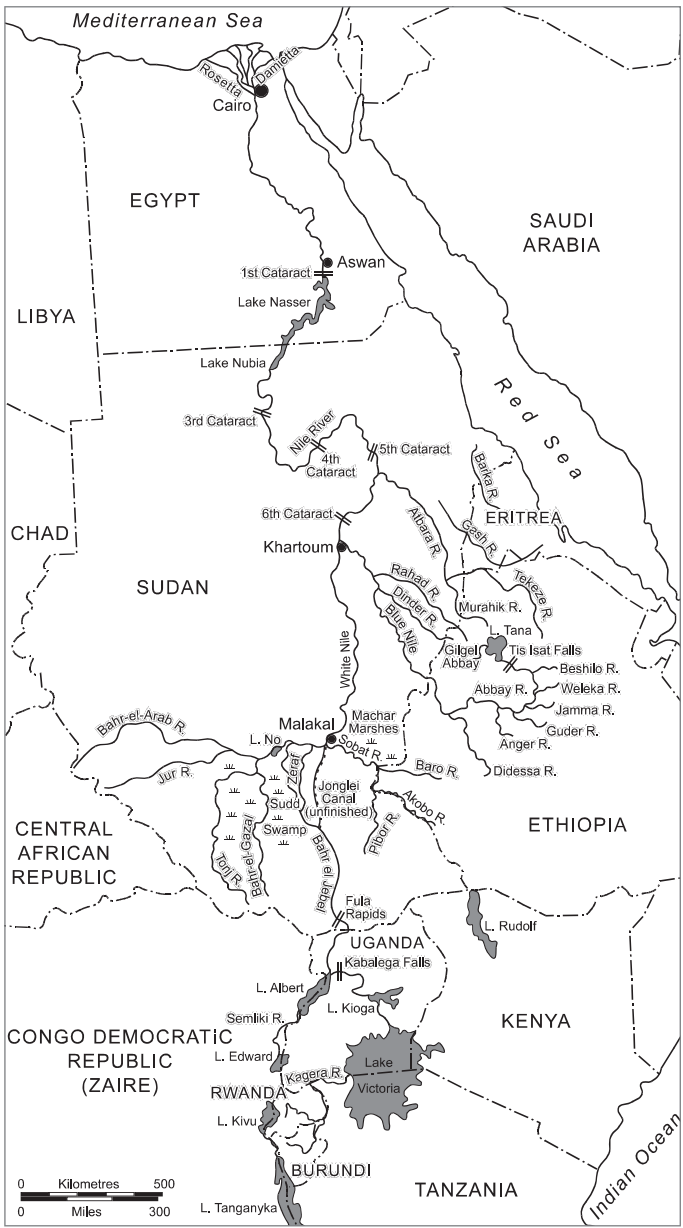 Mediterranean Sea
Rosetta
Damietta
Cairo
EGYPT
SAUDI
ARABIA
Aswan
1st Cataract
Lake Nasser
LIBYA
Lake Nubia
Red Sea
3rd Cataract
Nile River
4th
Cataract
5th Cataract
Barka R.
6th Cataract
Atbara R.
Gash R.
ERITREA
CHAD
Khartoum
SUDAN
Rahad R.
Dinder R.
Blue Nile
Tekeze R.
Murahik R.
L. Tana
Gilgel
Abbay
Tis Isat Falls
Beshilo R.
Abbay R.
Weleka R.
Jamma R.
Guder R.
Anger R.
Didessa R.
White Nile
Malakal
Machar
Marshes
Bahr-el-Arab R.
L. No
Sobat R.
Zeraf
Jur R.
Baro R.
Jonglei
Canal
(unfinished)
Sudd
Swamp
Akobo R.
Pibor R.
CENTRAL
AFRICAN
REPUBLIC
Tonj R.
Bahr-el-Gazal
Bahr el Jebel
ETHIOPIA
Fula
Rapids
L. Rudolf
UGANDA
Kabalega Falls
L. Albert
L. Kioga
Semliki R.
KENYA
CONGO DEMOCRATiC
REPUBLIC
(ZAIRE)
L. Edward
Kagera R.
Lake
Victoria
RWANDA
L. Kivu
BURUNDI
Indian Ocean
TANZANIA
L. Tanganyka
0 Kilometres 500
0 Miles 300